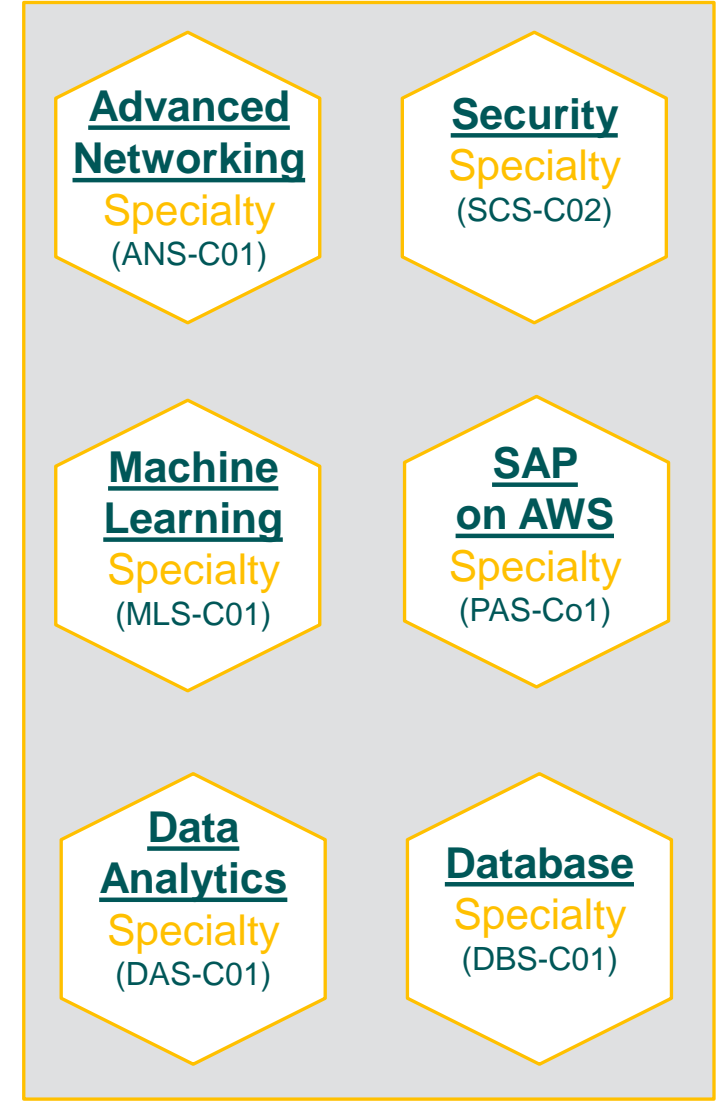 Advanced
Networking
Specialty
(ANS-C01)
Security
Specialty
(SCS-C02)
Machine
Learning
Specialty
(MLS-C01)
SAP
on AWS
Specialty
(PAS-Co1)
Data
Analytics
Specialty
(DAS-C01)
Database
Specialty
(DBS-C01)